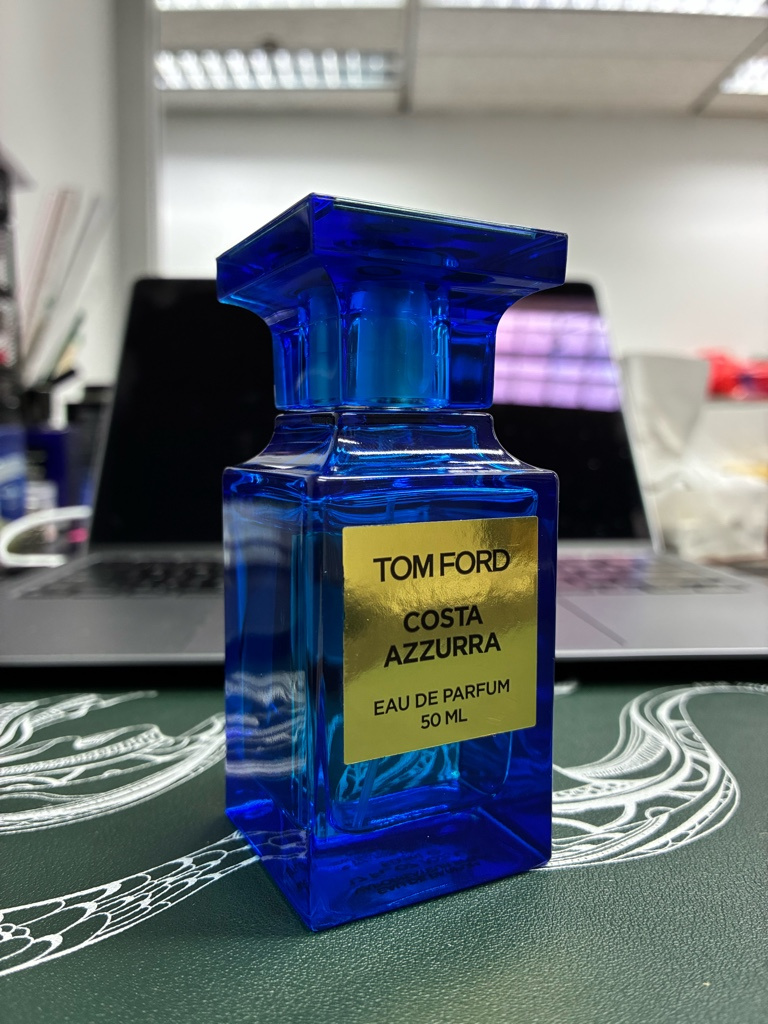 TOM FORD
COSTA
AZZURRA
EAU DE PARFUM
50 ML